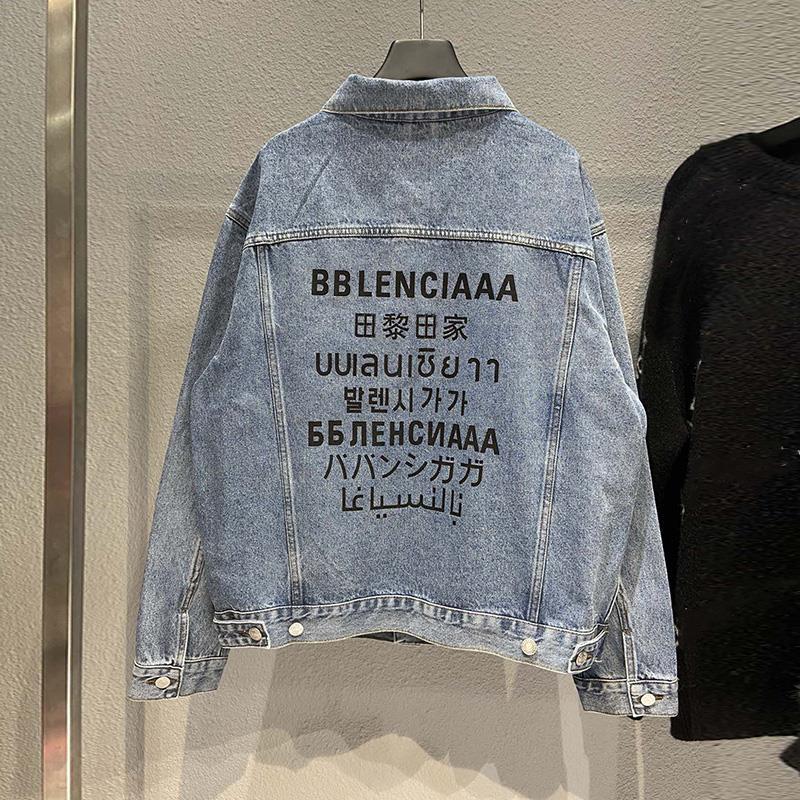 BBLENCIAAA
田黎田家
บบเลนเซียาา
발렌시가가
ББЛЕНСИААА
ババンシガガ
نالنسياغا